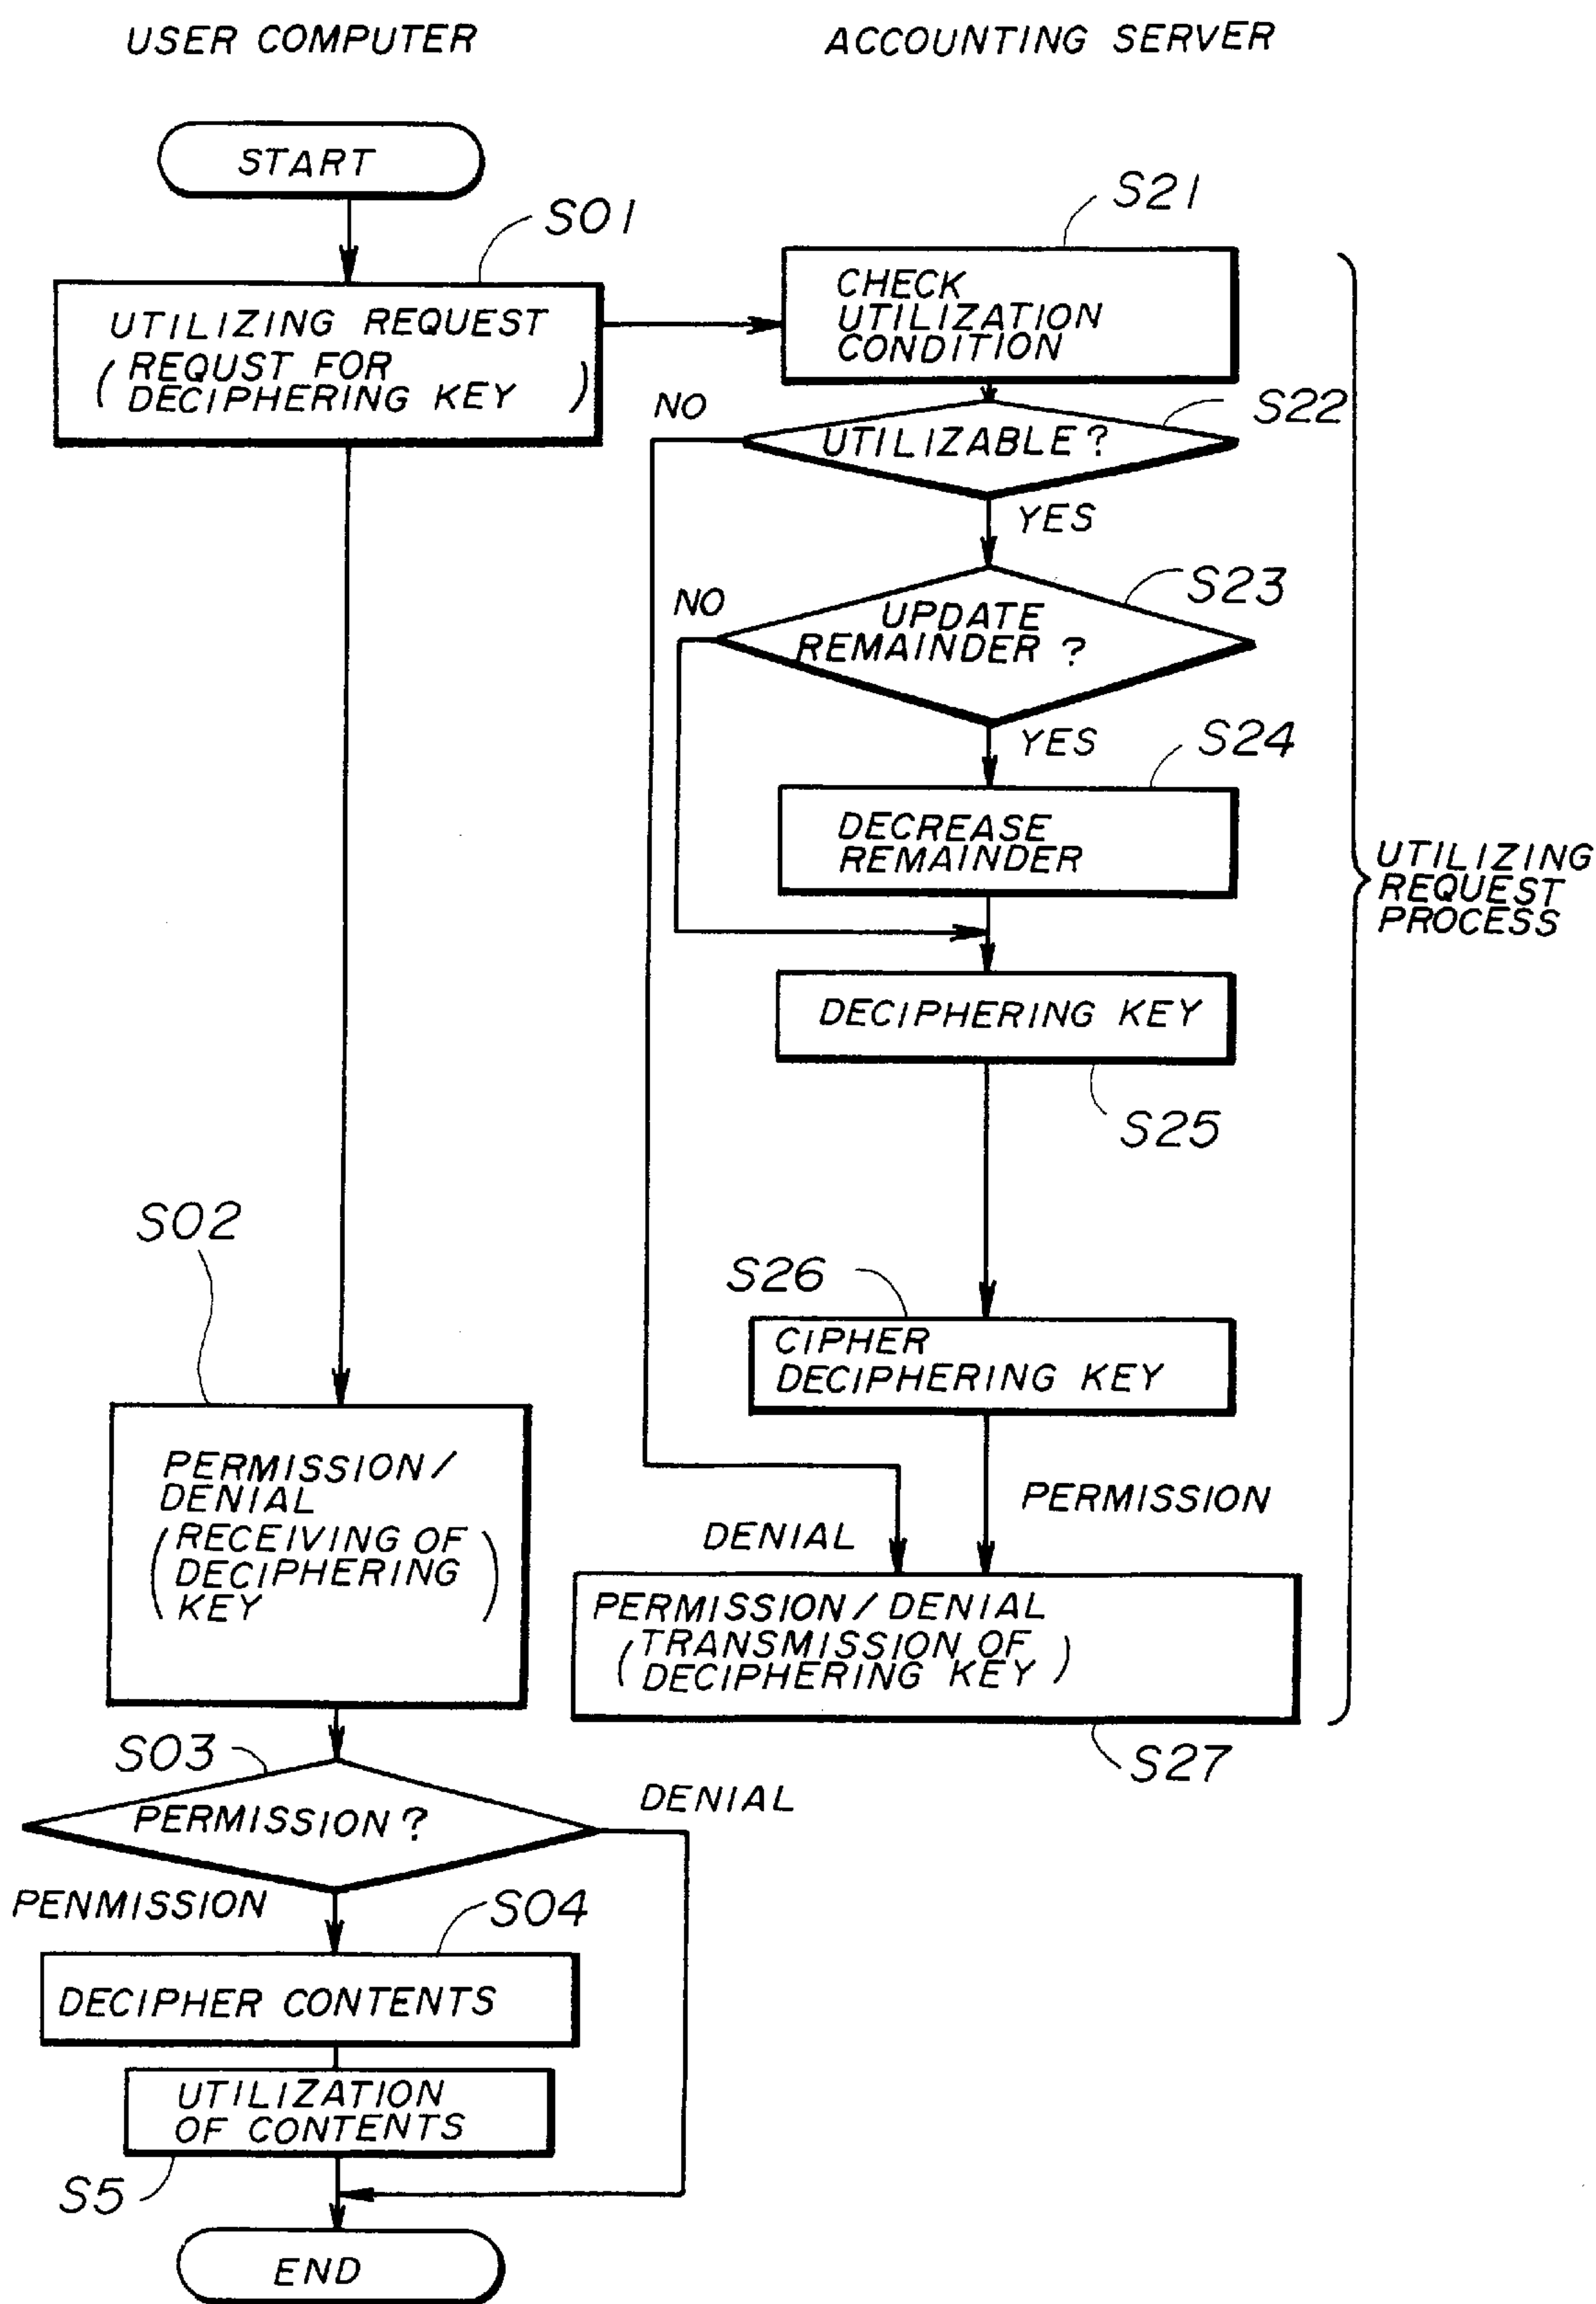 USER COMPUTER
ACCOUNTING SERVER
START
S01
UTILIZING REQUEST
( REQUST FOR
DECIPHERING KEY )
S21
CHECK
UTILIZATION
CONDITION
NO
S22
UTILIZABLE ?
YES
NO
S23
UPDATE
REMAINDER ?
YES
S24
DECREASE
REMAINDER
UTILIZING
REQUEST
PROCESS
DECIPHERING KEY
S25
S02
S26
CIPHER
DECIPHERING KEY
PERMISSION /
DENIAL
( RECEIVING OF
DECIPHERING
KEY )
PERMISSION
DENIAL
PERMISSION / DENIAL
( TRANSMISSION OF
DECIPHERING KEY )
S27
S03
PERMISSION ?
DENIAL
PENMISSION
S04
DECIPHER CONTENTS
UTILIZATION
OF CONTENTS
S5
END